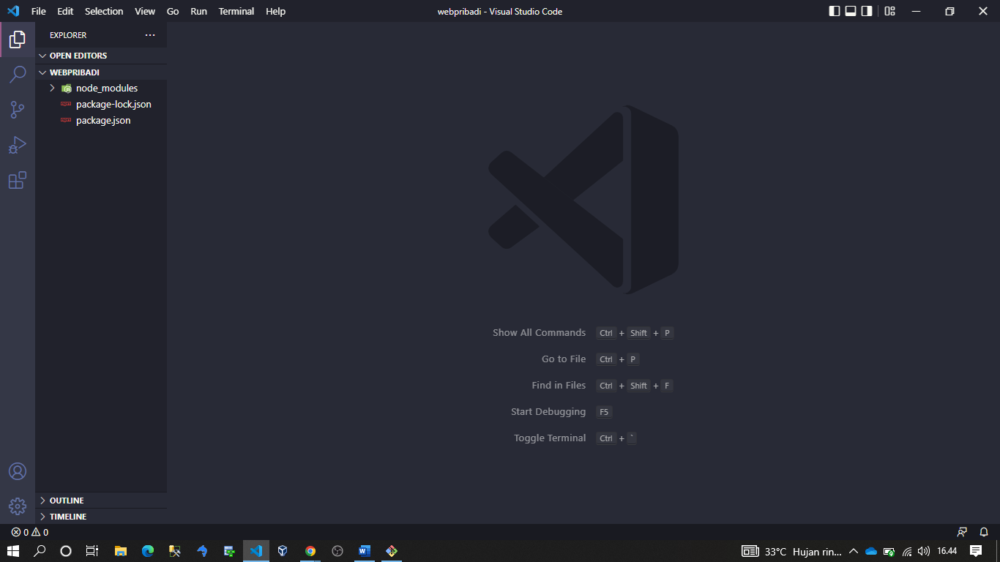 File Edit Selection View Go Run Terminal Help webpribadi - Visual Studio Code
EXPLORER ...
OPEN EDITORS
WEBPRIBADI
node_modules
package-lock.json
package.json
Show All Commands Ctrl + Shift + P
Go to File Ctrl + P
Find in Files Ctrl + Shift + F
Start Debugging F5
Toggle Terminal Ctrl + `
OUTLINE
TIMELINE
0 0
33°C Hujan rin... 16.44